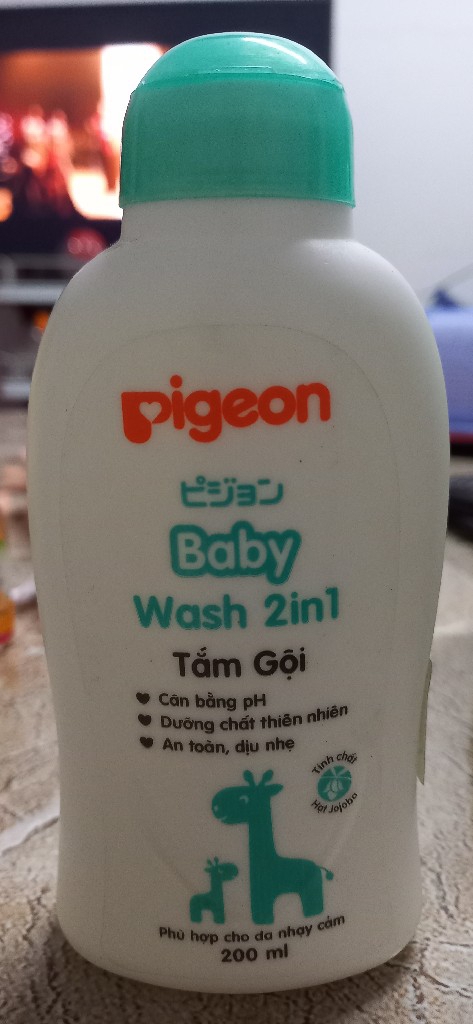 pigeon
ピジョン
Baby
Wash 2in1
Tắm Gội
Cân bằng pH
Dưỡng chất thiên nhiên
An toàn, dịu nhẹ
Tinh chất
Hạt Jojoba
Phù hợp cho da nhạy cảm
200 ml